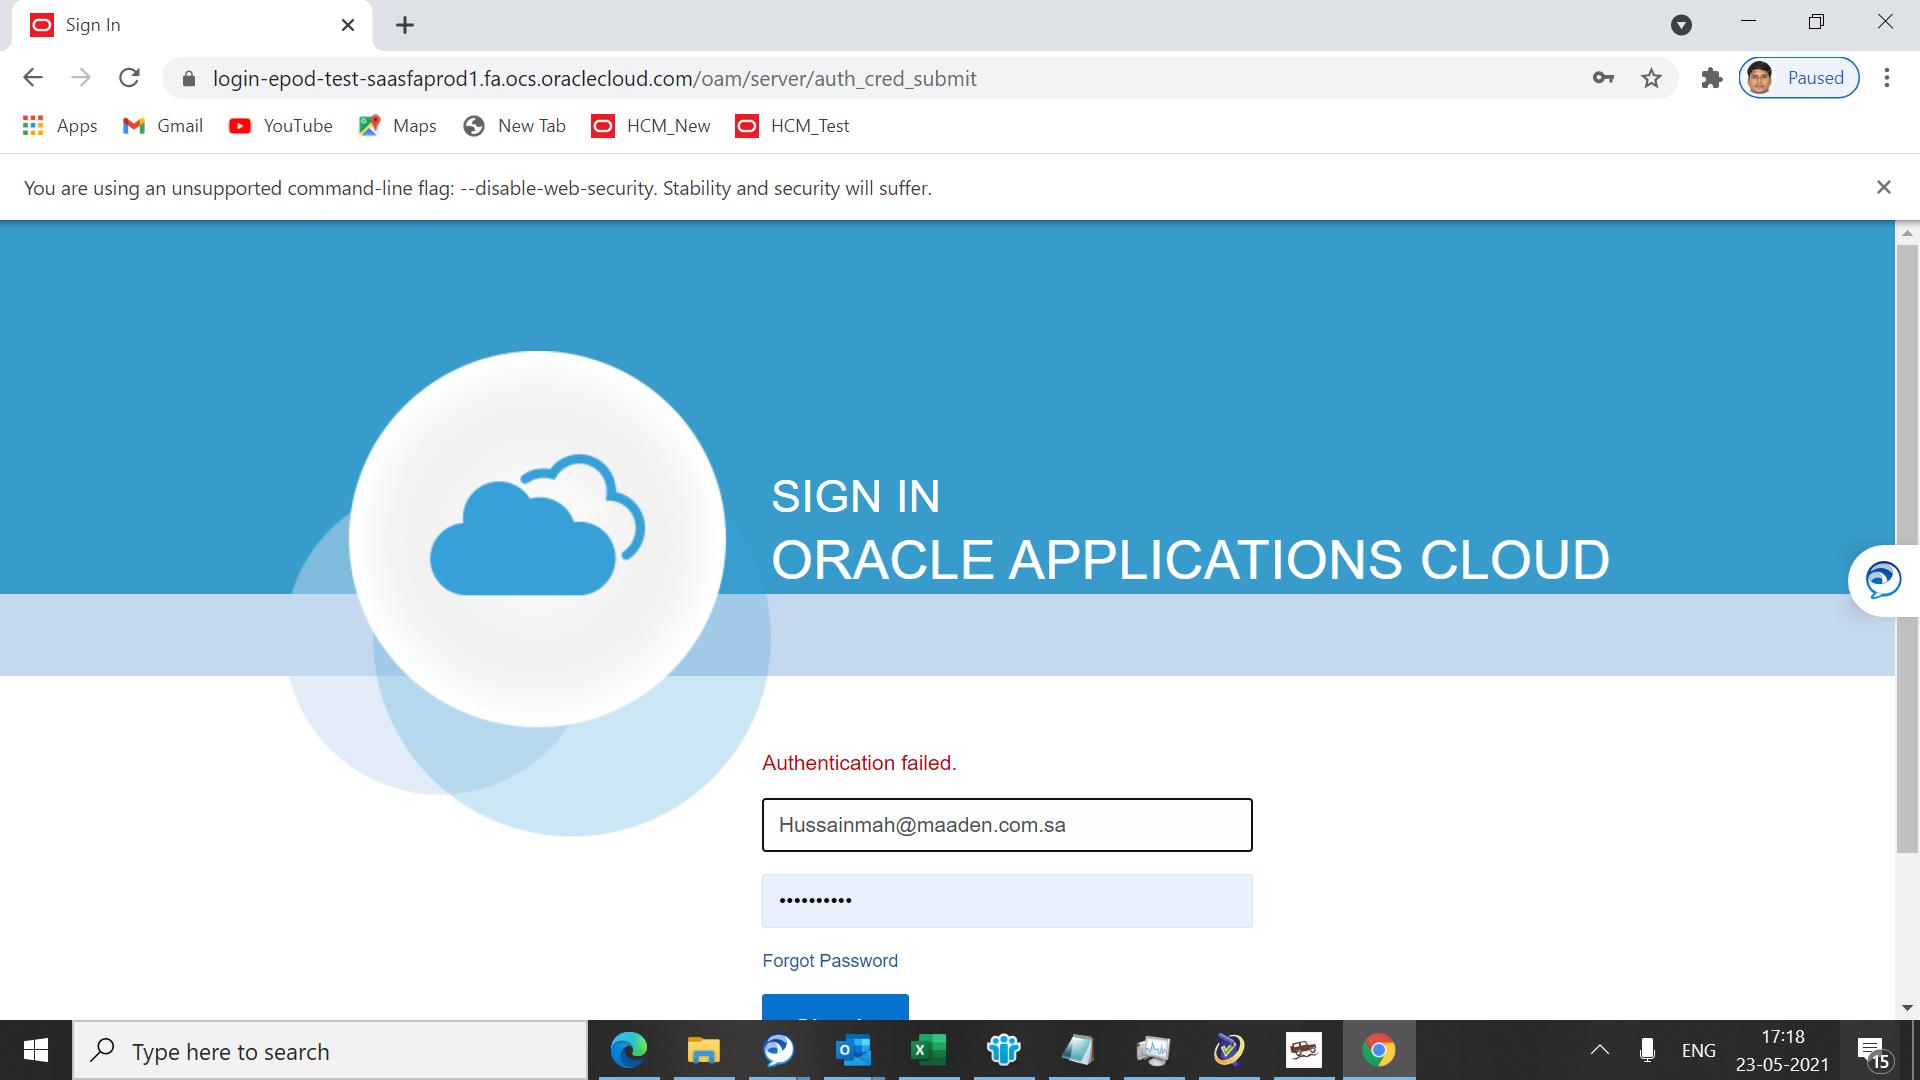 Sign In
login-epod-test-saasfaprod1.fa.ocs.oraclecloud.com/oam/server/auth_cred_submit
Paused
Apps
Gmail
YouTube
Maps
New Tab
HCM_New
HCM_Test
You are using an unsupported command-line flag: --disable-web-security. Stability and security will suffer.
SIGN IN
ORACLE APPLICATIONS CLOUD
Authentication failed.
Hussainmah@maaden.com.sa
••••••••••
Forgot Password
Type here to search
ENG
17:18
23-05-2021
15